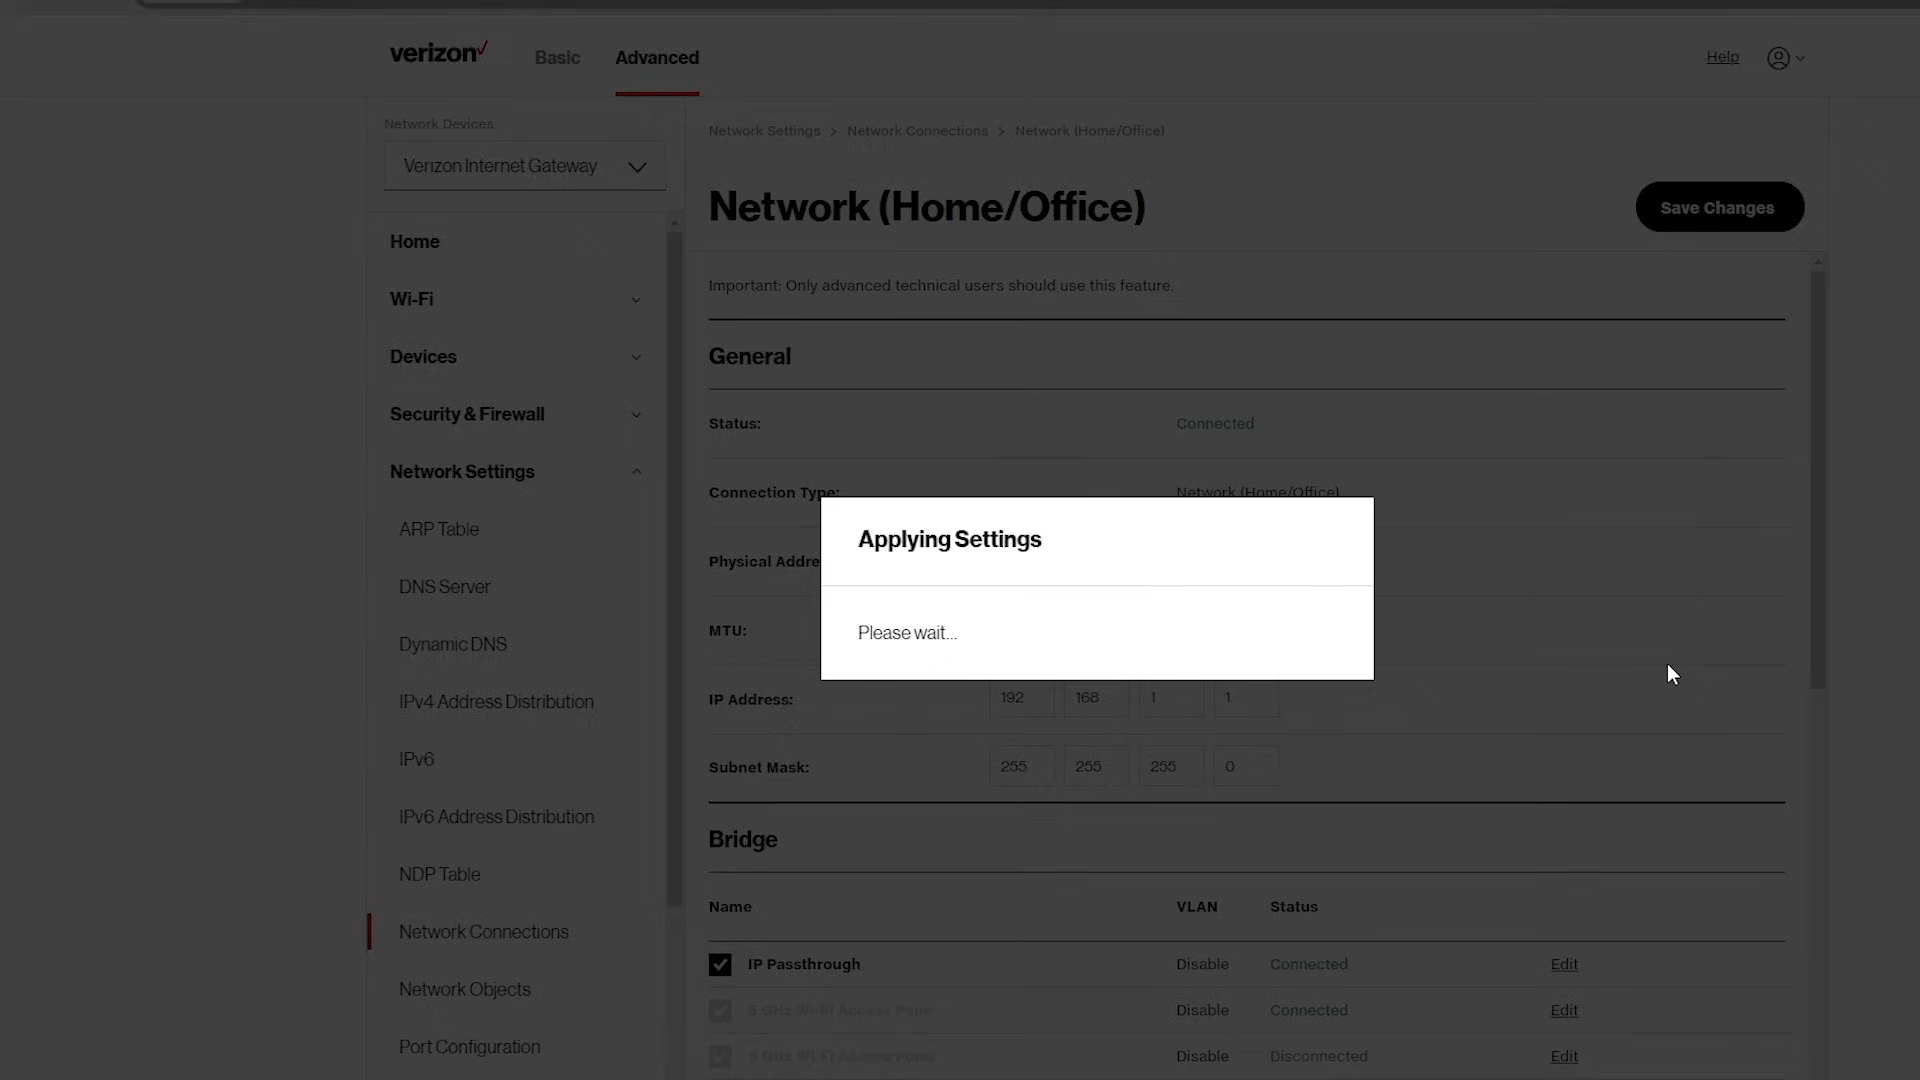 verizon
Basic
Advanced
Help
Network Devices
Verizon Internet Gateway
Home
Wi-Fi
Devices
Security & Firewall
Network Settings
ARP Table
DNS Server
Dynamic DNS
IPv4 Address Distribution
IPv6
IPv6 Address Distribution
NDP Table
Network Connections
Network Objects
Port Configuration
Network Settings > Network Connections > Network (Home/Office)
Network (Home/Office)
Save Changes
Important: Only advanced technical users should use this feature.
General
Status: Connected
Connection Type: Network (Home/Office)
Physical Addre
MTU:
IP Address: 192 168 1 1
Subnet Mask: 255 255 255 0
Applying Settings
Please wait...
Bridge
Name VLAN Status
IP Passthrough Disable Connected Edit
Disable Connected Edit
Disable Disconnected Edit